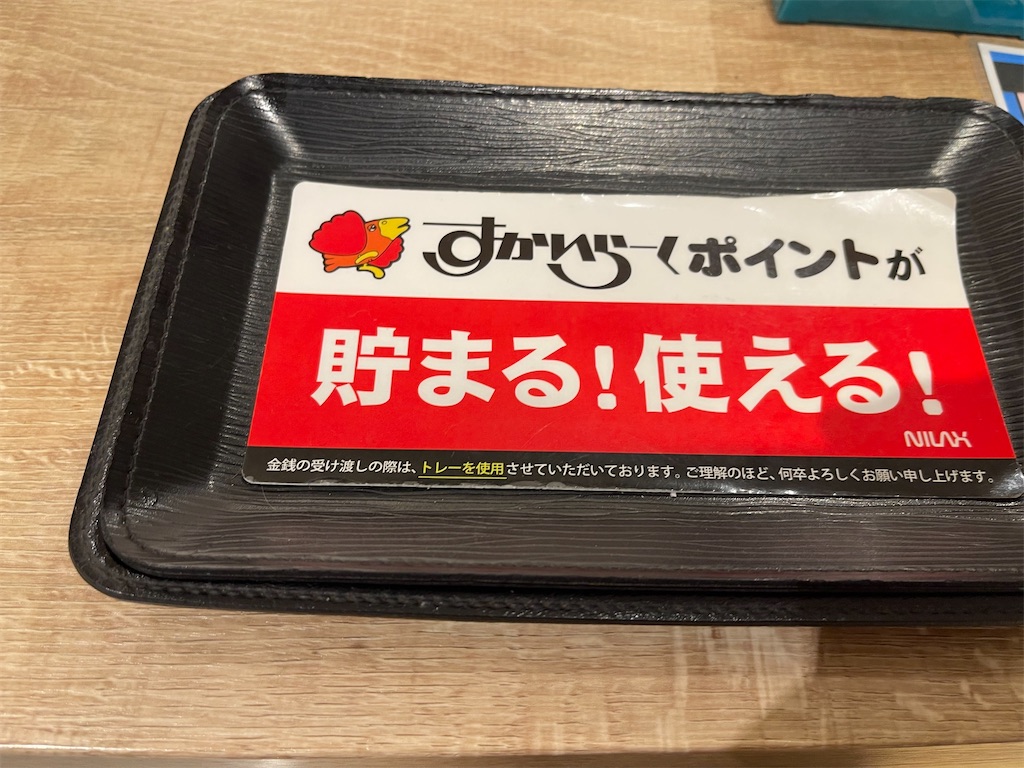 すかいらーくポイントが
貯まる!使える!
NILAX
金銭の受け渡しの際は、トレーを使用させていただいております。ご理解のほど、何卒よろしくお願い申し上げます。